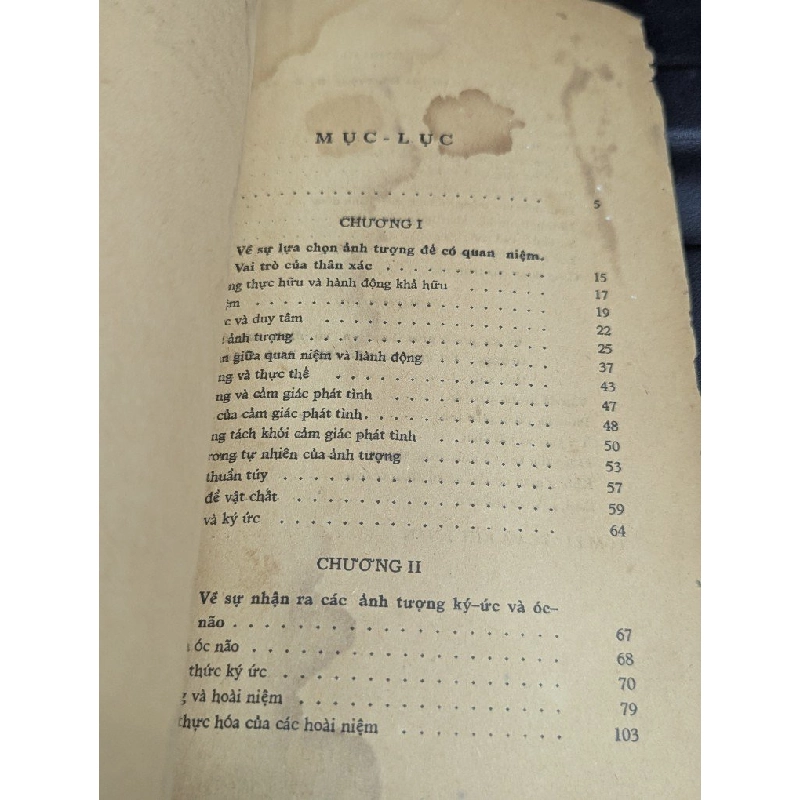 MỤC-LỤC
. . . . . . . . . . . . . . . . . . . . . . 5
CHƯƠNG I
Về sự lựa chọn ảnh tượng để có quan niệm.
Vai trò của thân xác . . . . . . . . . . 15
ng thực hữu và hành động khả hữu . . . . . 17
ệm . . . . . . . . . . . . . . . . . 19
c và duy tâm . . . . . . . . . . . . . . 22
i ảnh tượng . . . . . . . . . . . . . . 25
n giữa quan niệm và hành động . . . . . . . 37
ng và thực thể . . . . . . . . . . . . 43
ng và cảm giác phát tình . . . . . . . . . 47
của cảm giác phát tình . . . . . . . . . . 48
ng tách khỏi cảm giác phát tình . . . . . . 50
rong tự nhiên của ảnh tượng . . . . . . . 53
thuần túy . . . . . . . . . . . . . . . 57
đề vật chất . . . . . . . . . . . . . . 59
và ký ức . . . . . . . . . . . . . . . 64
CHƯƠNG II
Về sự nhận ra các ảnh tượng ký-ức và óc-
não . . . . . . . . . . . . . . . . . . 67
óc não . . . . . . . . . . . . . . . . . 68
thức ký ức . . . . . . . . . . . . . . . 70
g và hoài niệm . . . . . . . . . . . . . . 79
thực hóa của các hoài niệm . . . . . . . . . 103